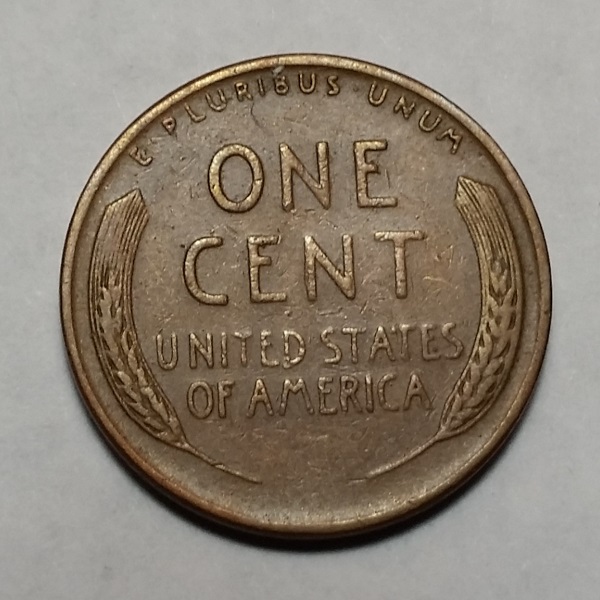 E · PLURIBUS · UNUM
ONE
CENT
UNITED STATES
OF AMERICA